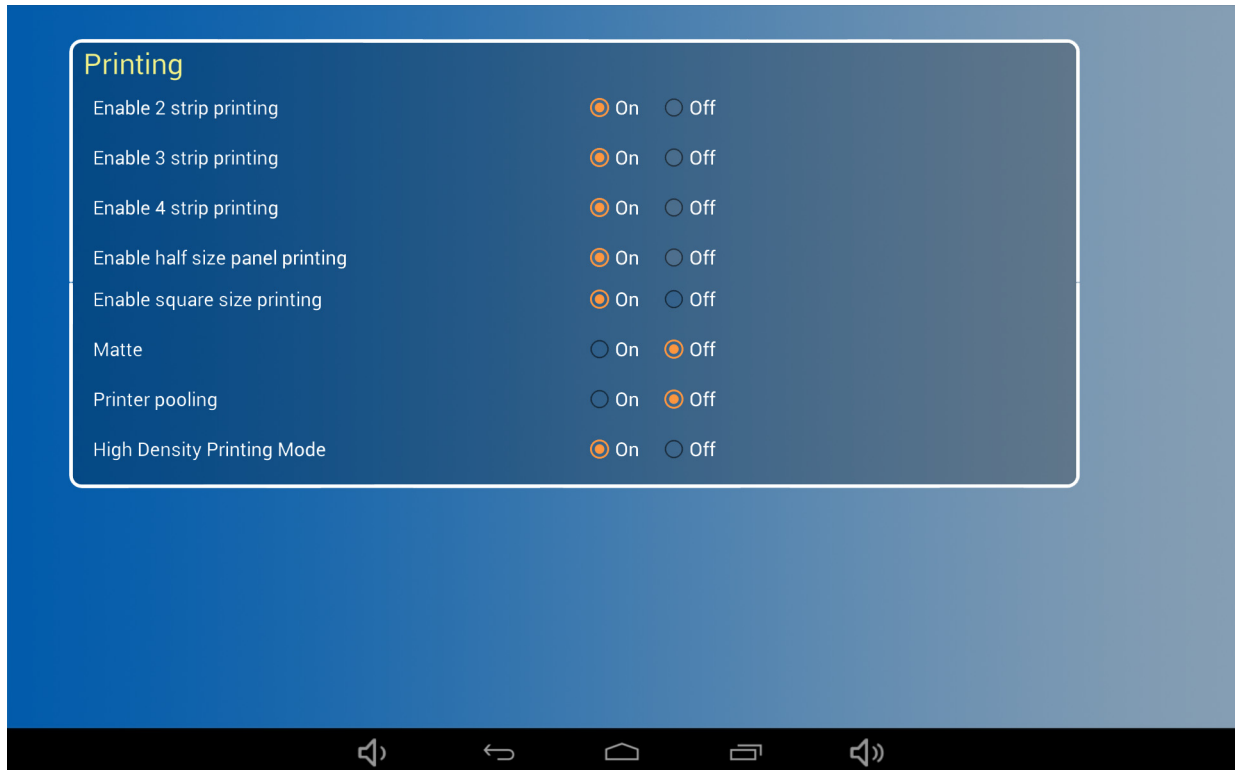 Printing
Enable 2 strip printing On Off
Enable 3 strip printing On Off
Enable 4 strip printing On Off
Enable half size panel printing On Off
Enable square size printing On Off
Matte On Off
Printer pooling On Off
High Density Printing Mode On Off